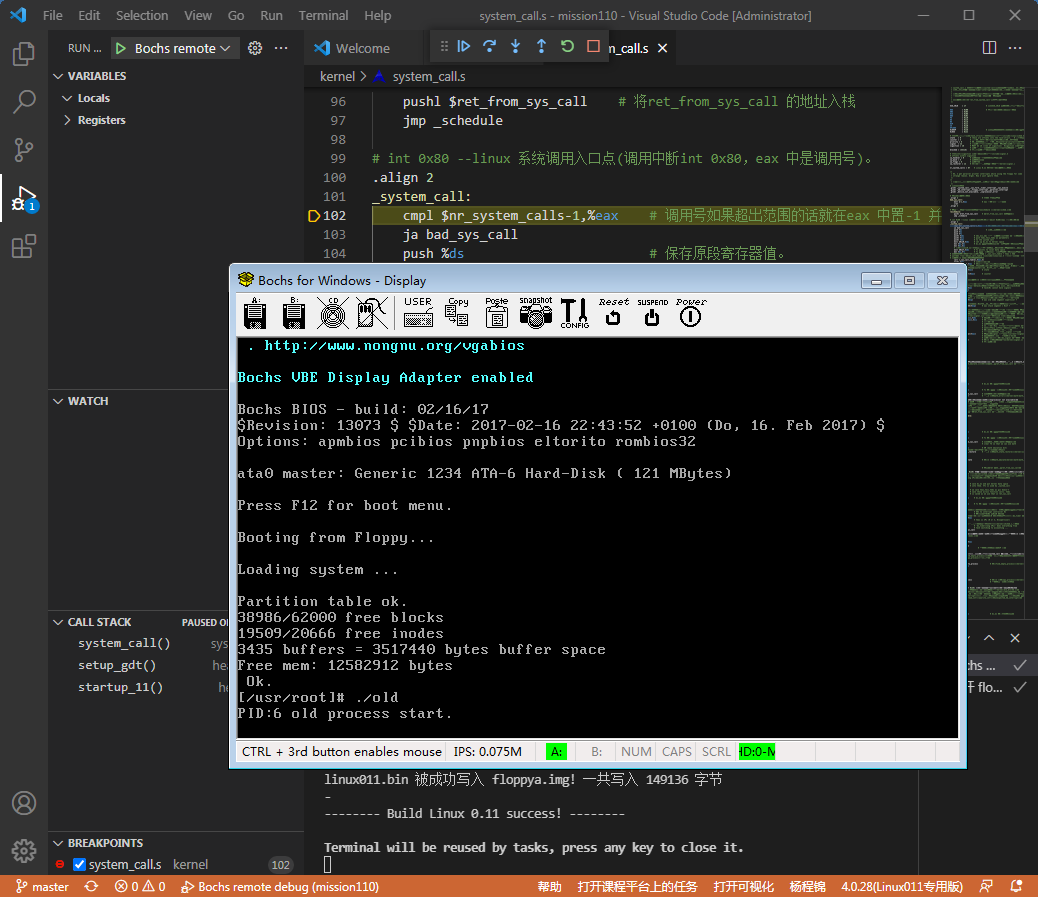 File Edit Selection View Go Run Terminal Help system_call.s - mission110 - Visual Studio Code [Administrator]
RUN ... Bochs remote
Welcome
_call.s
VARIABLES
Locals
Registers
kernel > system_call.s
96 pushl $ret_from_sys_call # 将ret_from_sys_call 的地址入栈
97 jmp _schedule
98
99 # int 0x80 --linux 系统调用入口点(调用中断int 0x80，eax 中是调用号)。
100 .align 2
101 _system_call:
102 cmpl $nr_system_calls-1,%eax # 调用号如果超出范围的话就在eax 中置-1 并
103 ja bad_sys_call
104 push %ds # 保存原段寄存器值。
Bochs for Windows - Display
A: B: CD USER Copy Paste snapshot CONFIG Reset SUSPEND Power
. http://www.nongnu.org/vgabios
Bochs VBE Display Adapter enabled
Bochs BIOS - build: 02/16/17
$Revision: 13073 $ $Date: 2017-02-16 22:43:52 +0100 (Do, 16. Feb 2017) $
Options: apmbios pcibios pnpbios eltorito rombios32
ata0 master: Generic 1234 ATA-6 Hard-Disk ( 121 MBytes)
Press F12 for boot menu.
Booting from Floppy...
Loading system ...
Partition table ok.
38986/62000 free blocks
19509/20666 free inodes
3435 buffers = 3517440 bytes buffer space
Free mem: 12582912 bytes
Ok.
[/usr/root]# ./old
PID:6 old process start.
CTRL + 3rd button enables mouse IPS: 0.075M A: B: NUM CAPS SCRL HD:0-M
WATCH
CALL STACK PAUSED O
system_call() sys
setup_gdt() he
startup_11() he
chs ...
flo...
linux011.bin 被成功写入 floppya.img! 一共写入 149136 字节
-
-------- Build Linux 0.11 success! --------
Terminal will be reused by tasks, press any key to close it.
BREAKPOINTS
system_call.s kernel 102
1
master 0 0 Bochs remote debug (mission110) 帮助 打开课程平台上的任务 打开可视化 杨程锦 4.0.28(Linux011专用版)